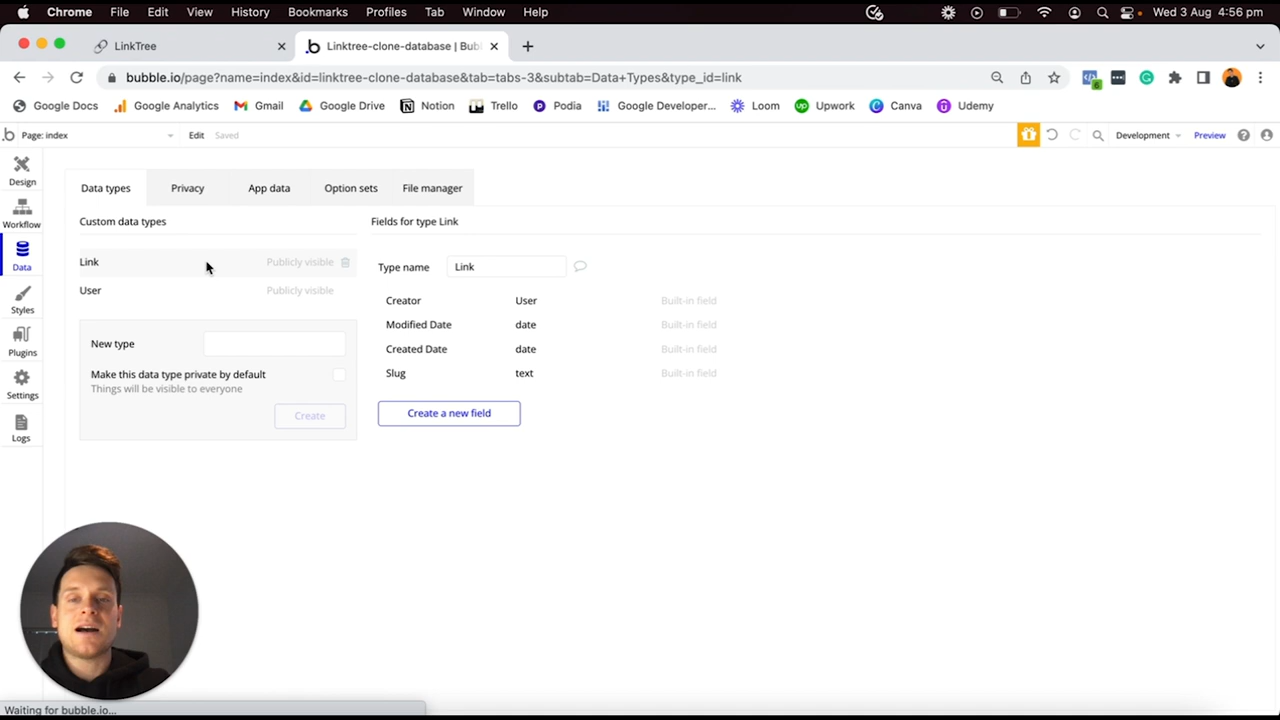 Chrome File Edit View History Bookmarks Profiles Tab Window Help Wed 3 Aug 4:56 pm
LinkTree Linktree-clone-database | Bub
bubble.io/page?name=index&id=linktree-clone-database&tab=tabs-3&subtab=Data+Types&type_id=link 6
Google Docs Google Analytics Gmail Google Drive Notion Trello Podia Google Developer... Loom Upwork Canva Udemy
Page: index Edit Saved Development Preview
Design
Workflow
Data
Styles
Plugins
Settings
Logs
Data types Privacy App data Option sets File manager
Custom data types
Link Publicly visible
User Publicly visible
New type
Make this data type private by default
Things will be visible to everyone
Create
Fields for type Link
Type name Link
Creator User Built-in field
Modified Date date Built-in field
Created Date date Built-in field
Slug text Built-in field
Create a new field
Waiting for bubble.io...